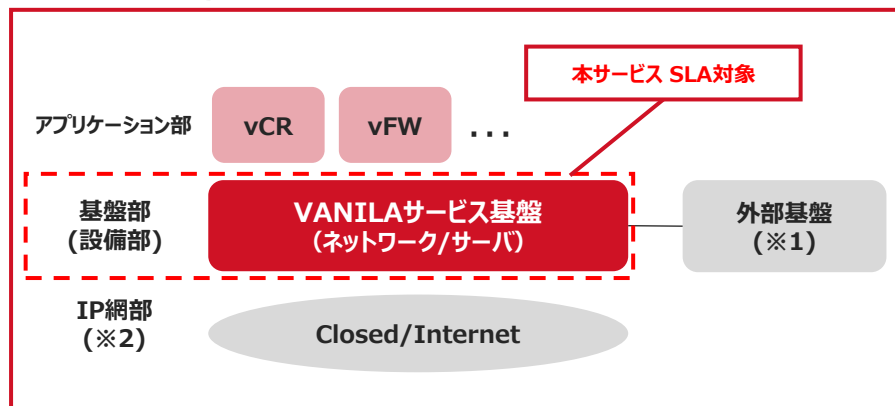 本サービス SLA対象
アプリケーション部
vCR
vFW
...
基盤部
(設備部)
VANILAサービス基盤
(ネットワーク/サーバ)
外部基盤
(※1)
IP網部
(※2)
Closed/Internet